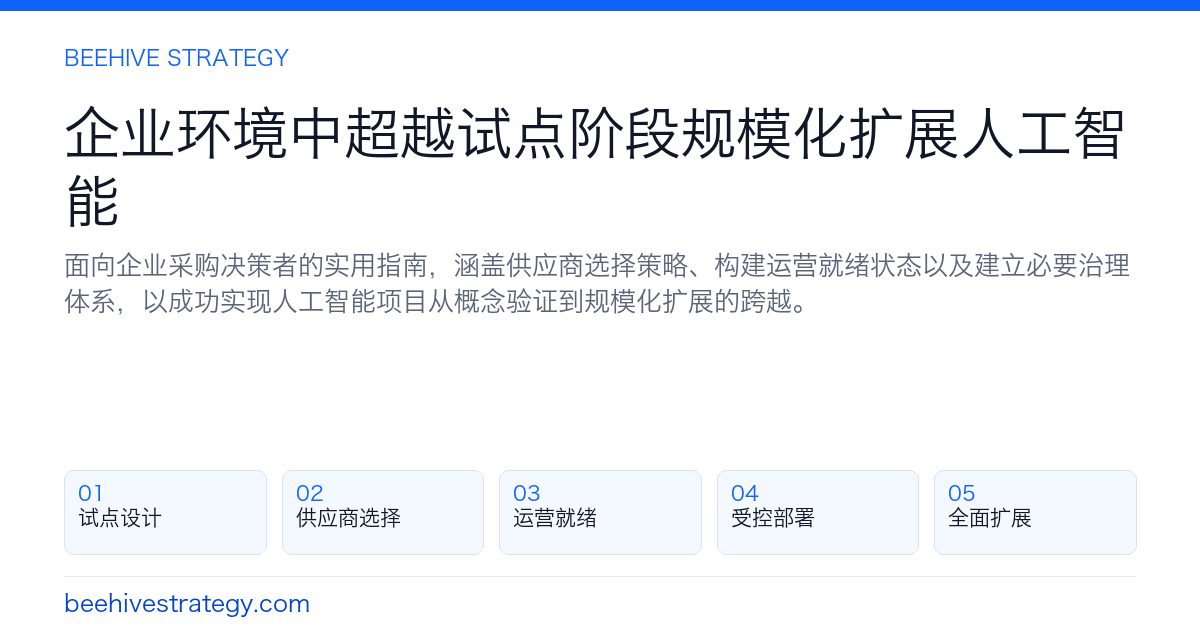 BEEHIVE STRATEGY
企业环境中超越试点阶段规模化扩展人工智
能
面向企业采购决策者的实用指南，涵盖供应商选择策略、构建运营就绪状态以及建立必要治理
体系，以成功实现人工智能项目从概念验证到规模化扩展的跨越。
01
试点设计
02
供应商选择
03
运营就绪
04
受控部署
05
全面扩展
beehivestrategy.com